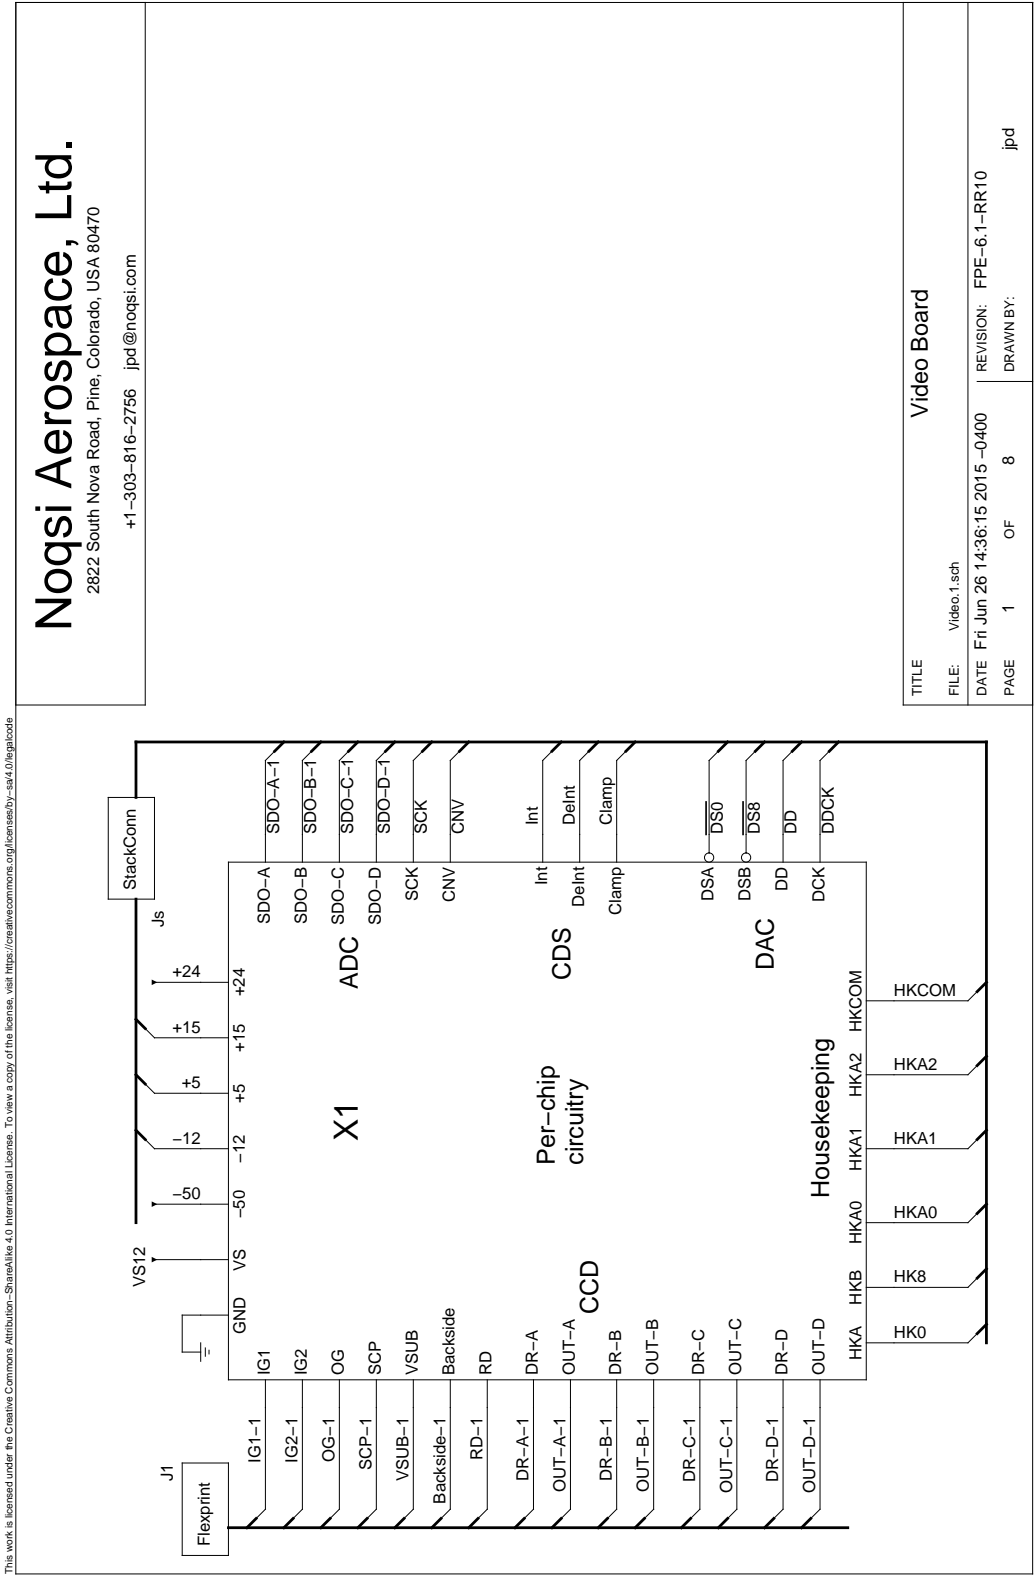 This work is licensed under the Creative Commons Attribution−ShareAlike 4.0 International License. To view a copy of the license, visit https://creativecommons.org/licenses/by−sa/4.0/legalcode
Noqsi Aerospace, Ltd.
2822 South Nova Road, Pine, Colorado, USA 80470
+1−303−816−2756 jpd@noqsi.com
J1
Flexprint
Js
StackConn
VS12
−50
−12
+5
+15
+24
GND
VS
−50
−12
+5
+15
+24
IG1−1
IG1
IG2−1
IG2
OG−1
OG
SCP−1
SCP
VSUB−1
VSUB
Backside−1
Backside
RD−1
RD
DR−A−1
DR−A
OUT−A−1
OUT−A
DR−B−1
DR−B
OUT−B−1
OUT−B
DR−C−1
DR−C
OUT−C−1
OUT−C
DR−D−1
DR−D
OUT−D−1
OUT−D
CCD
X1
Per−chip
circuitry
ADC
CDS
DAC
Housekeeping
SDO−A
SDO−A−1
SDO−B
SDO−B−1
SDO−C
SDO−C−1
SDO−D
SDO−D−1
SCK
SCK
CNV
CNV
Int
Int
DeInt
DeInt
Clamp
Clamp
DSA
DS0
DSB
DS8
DD
DD
DCK
DDCK
HKA
HKB
HKA0
HKA1
HKA2
HKCOM
HK0
HK8
HKA0
HKA1
HKA2
HKCOM
TITLE
Video Board
FILE: Video.1.sch
DATE Fri Jun 26 14:36:15 2015 −0400
REVISION: FPE−6.1−RR10
PAGE 1 OF 8
DRAWN BY: jpd